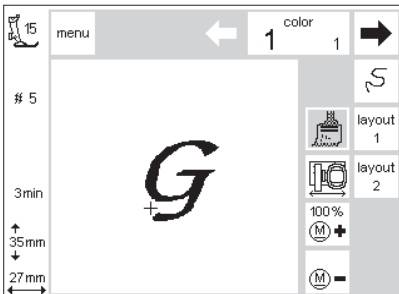 15
menu
color
1 1
# 5
layout
1
layout
2
3min
100%
M +
35mm
27mm
M -
G